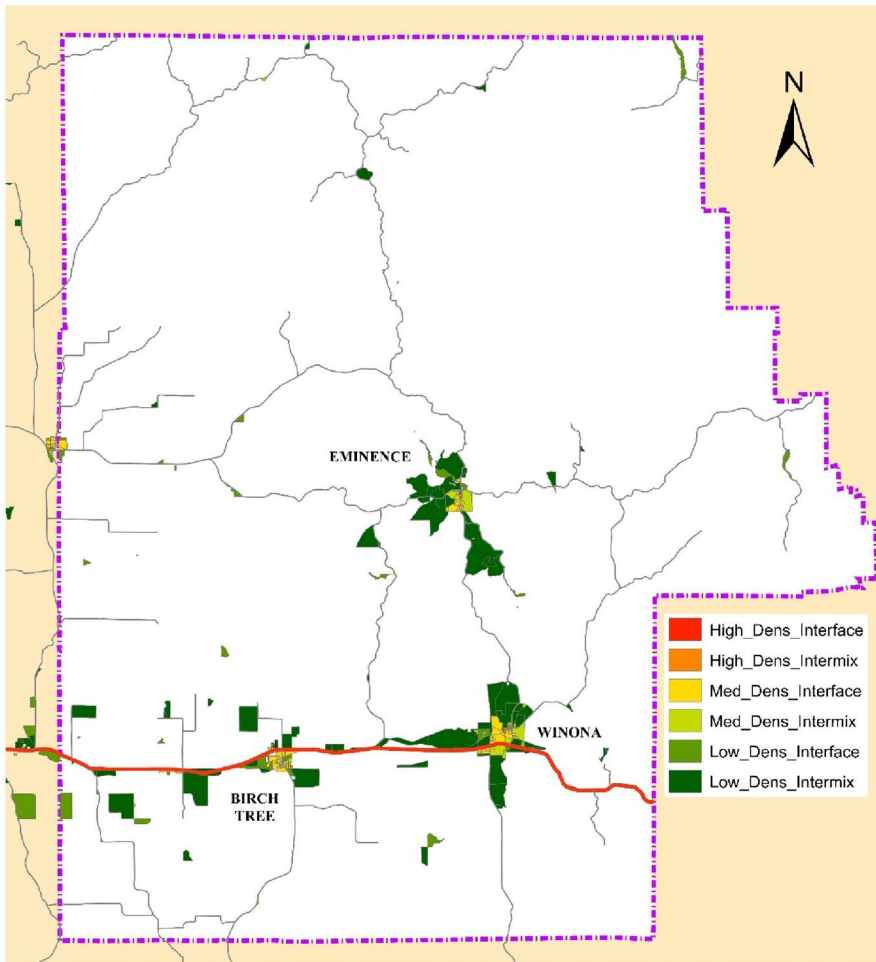 N
EMINENCE
High_Dens_Interface
High_Dens_Intermix
Med_Dens_Interface
Med_Dens_Intermix
Low_Dens_Interface
Low_Dens_Intermix
WINONA
BIRCH
TREE